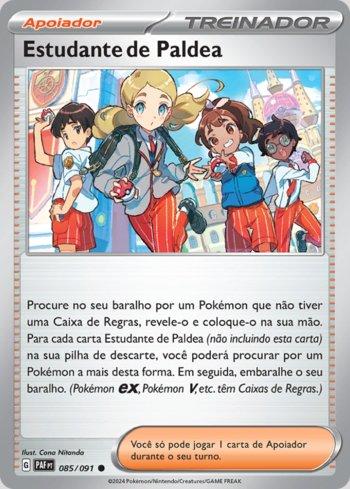 Apoiador TREINADOR
Estudante de Paldea
Procure no seu baralho por um Pokémon que não tiver
uma Caixa de Regras, revele-o e coloque-o na sua mão.
Para cada carta Estudante de Paldea (não incluindo esta carta)
na sua pilha de descarte, você poderá procurar por um
Pokémon a mais desta forma. Em seguida, embaralhe o seu
baralho. (Pokémon ex, Pokémon V, etc. têm Caixas de Regras.)
Ilust. Cona Nitanda
G PAF PT 085/091
Você só pode jogar 1 carta de Apoiador
durante o seu turno.
©2024 Pokémon/Nintendo/Creatures/GAME FREAK